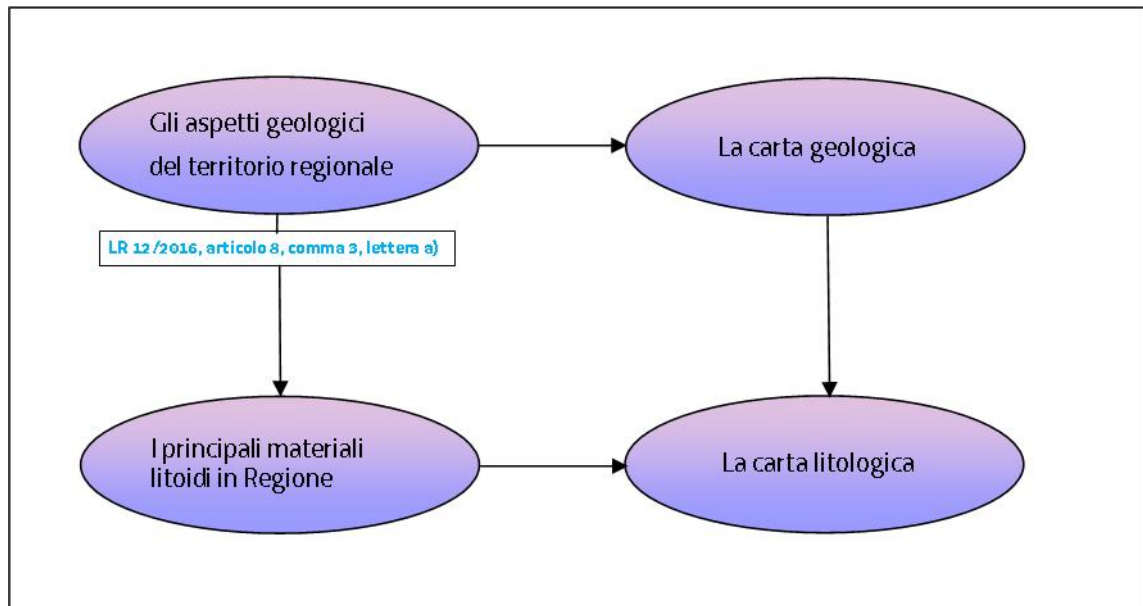 Gli aspetti geologici
del territorio regionale
La carta geologica
LR 12/2016, articolo 8, comma 3, lettera a)
I principali materiali
litoidi in Regione
La carta litologica